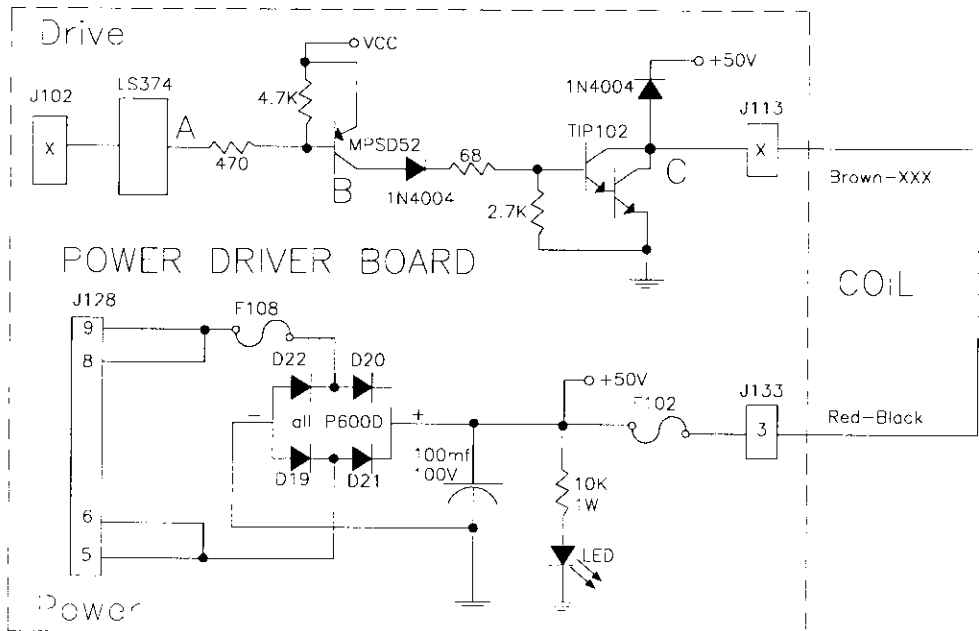 Drive
VCC
+50V
J102
LS374
4.7K
1N4004
J113
X
A
470
MPSD52
B
1N4004
68
2.7K
TIP102
C
X
Brown-XXX
POWER DRIVER BOARD
COiL
J128
9
8
6
5
F108
D22
D20
-
all
P600D
+
D19
D21
100mf
100V
+50V
F102
J133
3
Red-Black
10K
1W
LED
Power